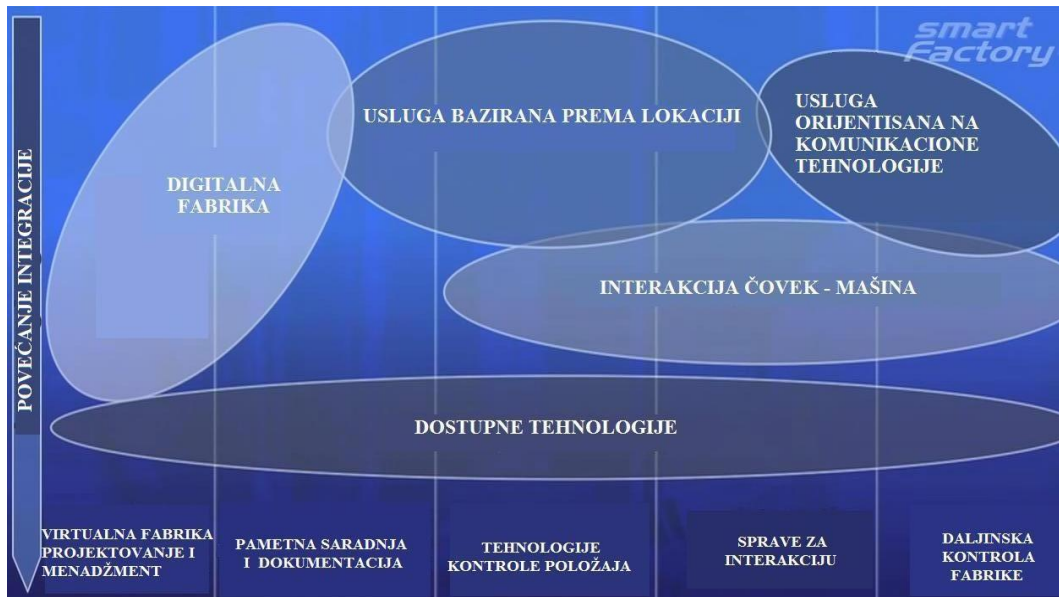 smart
Factory
POVEĆANJE INTEGRACIJE
USLUGA BAZIRANA PREMA LOKACIJI
USLUGA
ORIJENTISANA NA
KOMUNIKACIONE
TEHNOLOGIJE
DIGITALNA
FABRIKA
INTERAKCIJA ČOVEK - MAŠINA
DOSTUPNE TEHNOLOGIJE
VIRTUALNA FABRIKA
PROJEKTOVANJE I
MENADŽMENT
PAMETNA SARADNJA
I DOKUMENTACIJA
TEHNOLOGIJE
KONTROLE POLOŽAJA
SPRAVE ZA
INTERAKCIJU
DALJINSKA
KONTROLA
FABRIKE